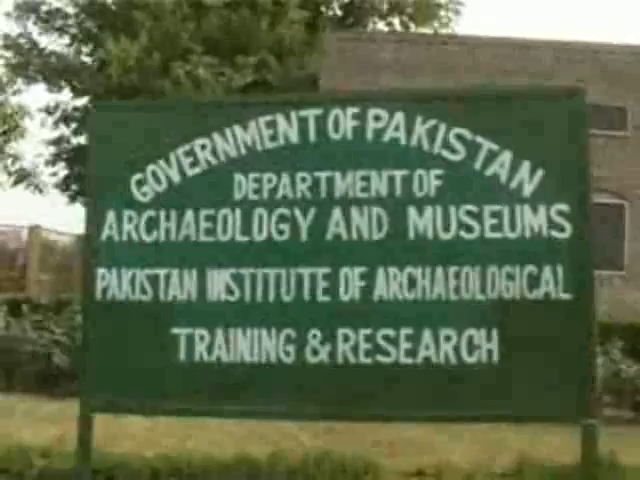 GOVERNMENT OF PAKISTAN
DEPARTMENT OF
ARCHAEOLOGY AND MUSEUMS
PAKISTAN INSTITUTE OF ARCHAEOLOGICAL
TRAINING & RESEARCH